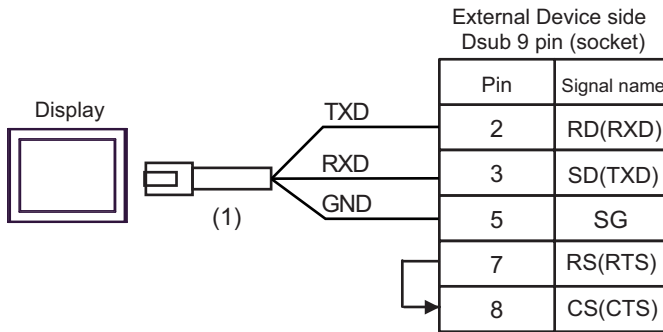 External Device side
Dsub 9 pin (socket)
Display
(1)
TXD
RXD
GND
Pin Signal name
2 RD(RXD)
3 SD(TXD)
5 SG
7 RS(RTS)
8 CS(CTS)